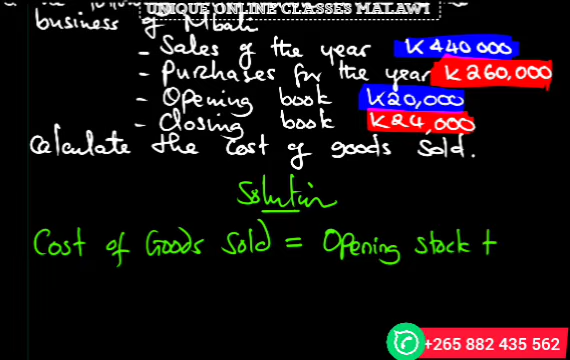 UNIQUE ONLINE CLASSES MALAWI
business of Mbali
- Sales of the year K440000
- Purchases for the year K260,000
- Opening book K20,000
- Closing book K24,000
Calculate the Cost of goods Sold.
Solution
Cost of Goods Sold = Opening stock +
+265 882 435 562